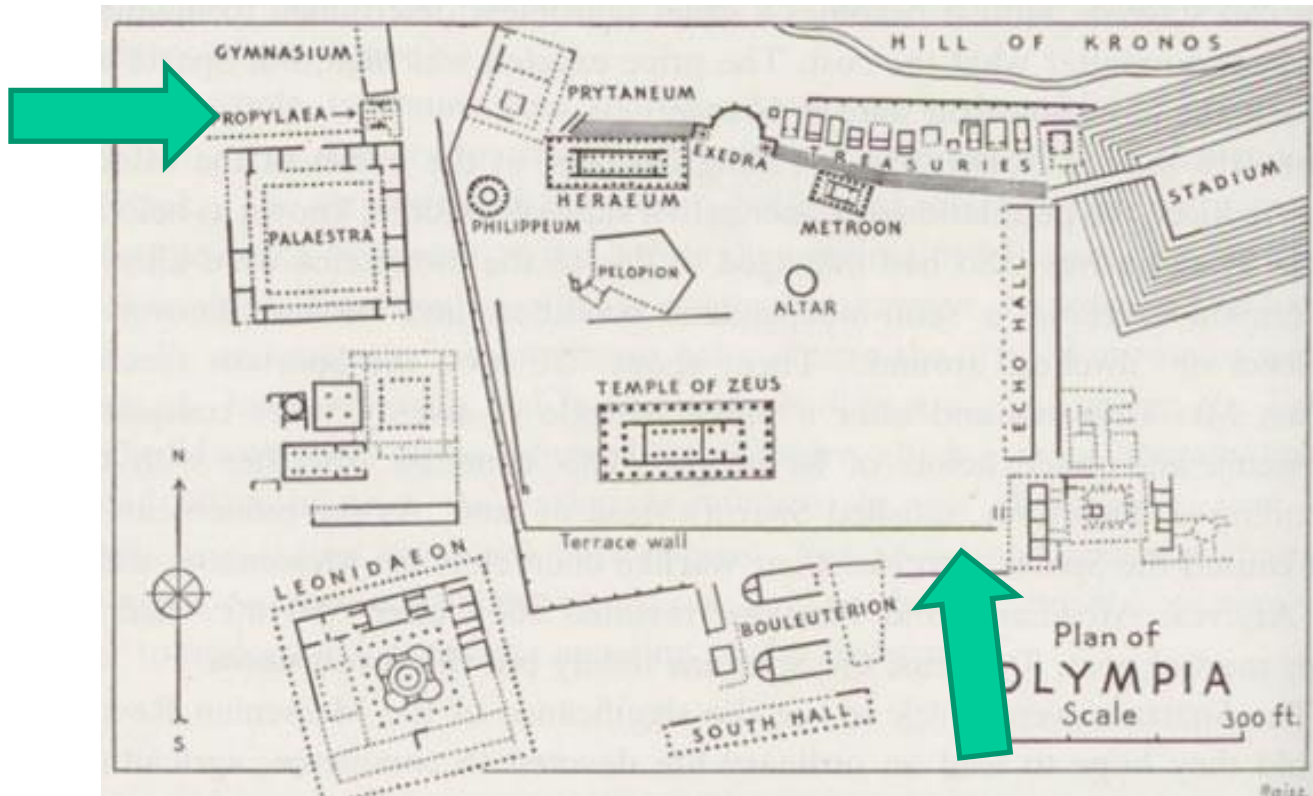 GYMNASIUM
HILL OF KRONOS
PRYTANEUM
ROPYLAEA
EXEDRA
TREASURIES
STADIUM
HERAEUM
PHILIPPEUM
METROON
PALAESTRA
PELOPION
ALTAR
ECHO HALL
TEMPLE OF ZEUS
N
Terrace wall
LEONIDAEON
BOULEUTERION
Plan of
OLYMPIA
Scale 300 ft.
SOUTH HALL
S